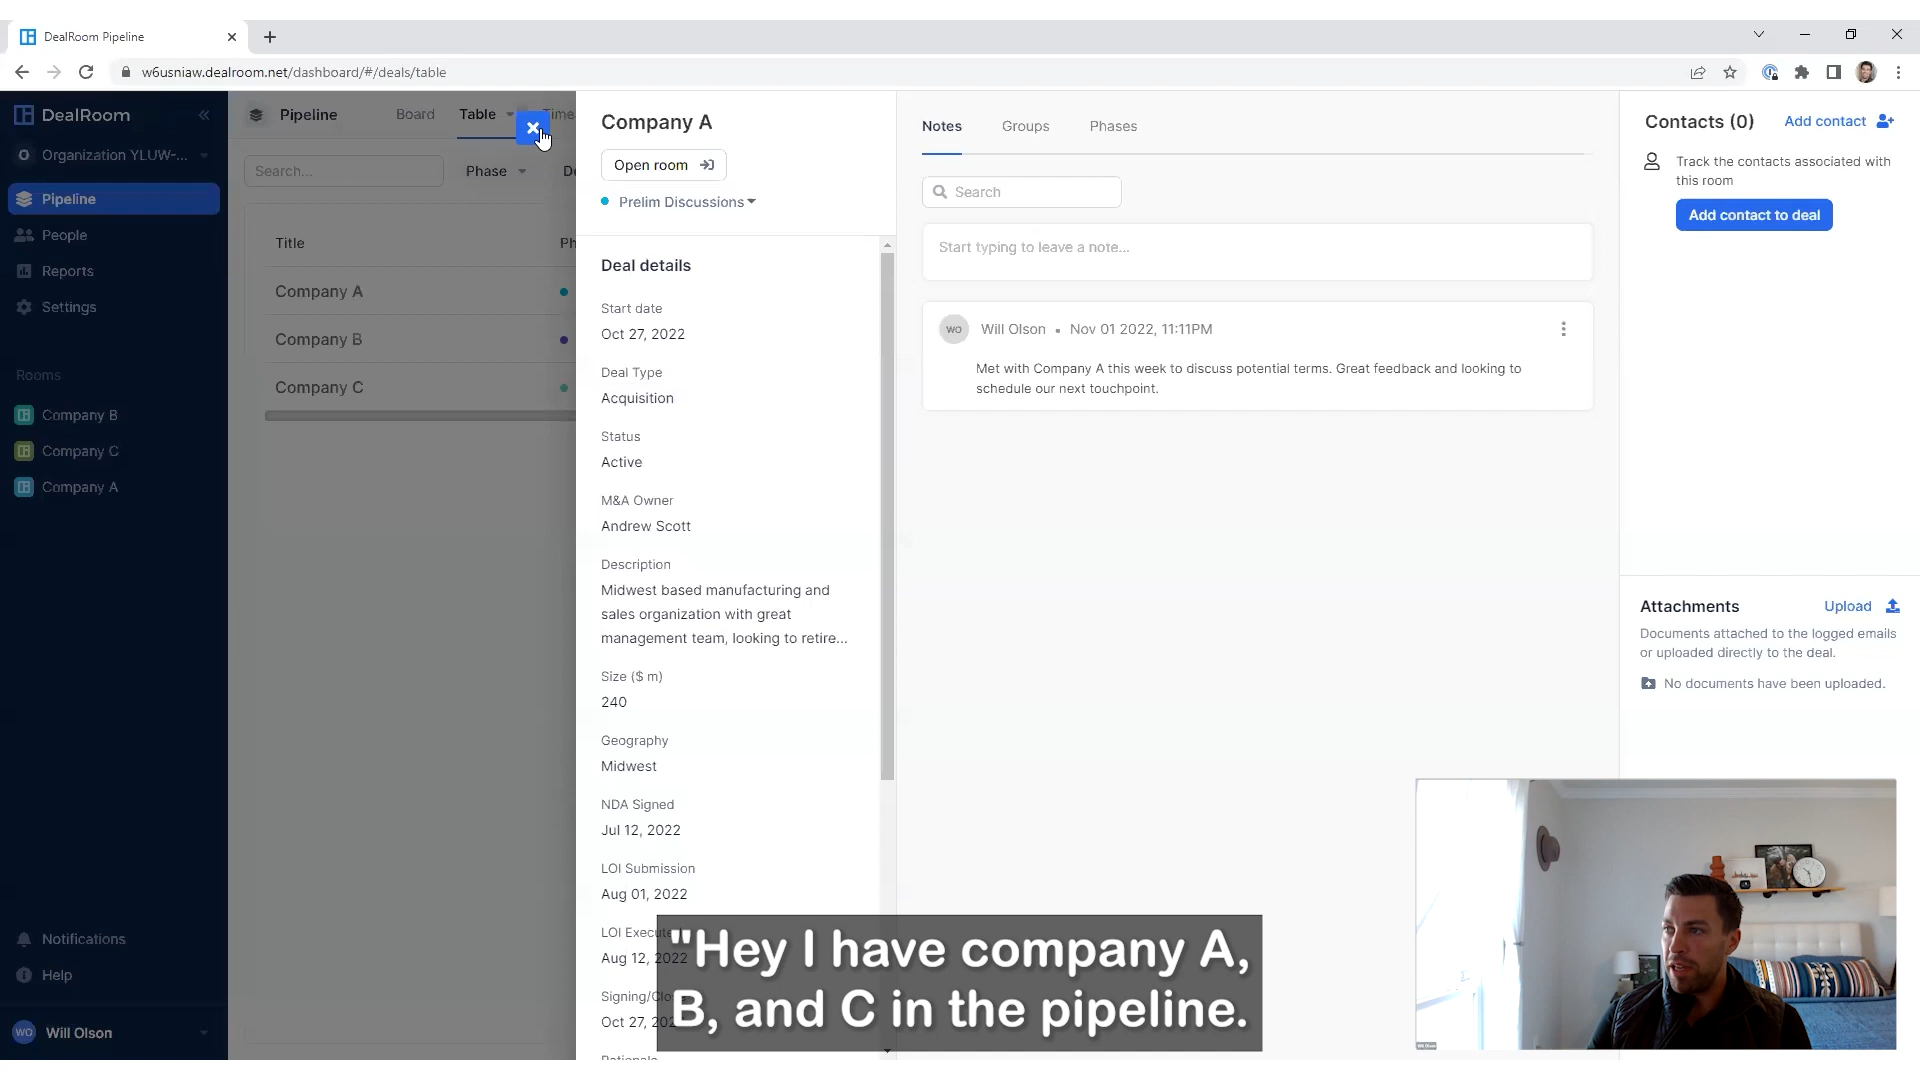 DealRoom Pipeline
w6usniaw.dealroom.net/dashboard/#/deals/table
DealRoom
O Organization YLUW-...
Pipeline
People
Reports
Settings
Rooms
Company B
Company C
Company A
Notifications
Help
WO Will Olson
Pipeline
Board
Table
Time
Search...
Phase
De
Title
Ph
Company A
Company B
Company C
Company A
Open room
Prelim Discussions
Deal details
Start date
Oct 27, 2022
Deal Type
Acquisition
Status
Active
M&A Owner
Andrew Scott
Description
Midwest based manufacturing and
sales organization with great
management team, looking to retire...
Size ($ m)
240
Geography
Midwest
NDA Signed
Jul 12, 2022
LOI Submission
Aug 01, 2022
LOI Execute
Aug 12, 2022
Signing/Clo
Oct 27, 202
Rationale
Notes
Groups
Phases
Search
Start typing to leave a note...
WO Will Olson • Nov 01 2022, 11:11PM
Met with Company A this week to discuss potential terms. Great feedback and looking to
schedule our next touchpoint.
Contacts (0)
Add contact
Track the contacts associated with
this room
Add contact to deal
Attachments
Upload
Documents attached to the logged emails
or uploaded directly to the deal.
No documents have been uploaded.
Will Olson
"Hey I have company A,
B, and C in the pipeline.